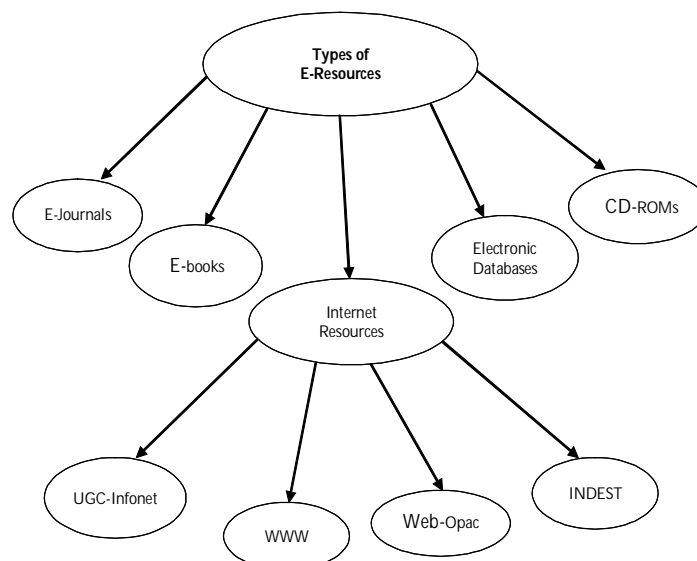 Types of
E-Resources
E-Journals
E-books
Internet
Resources
Electronic
Databases
CD-ROMs
UGC-Infonet
WWW
Web-Opac
INDEST